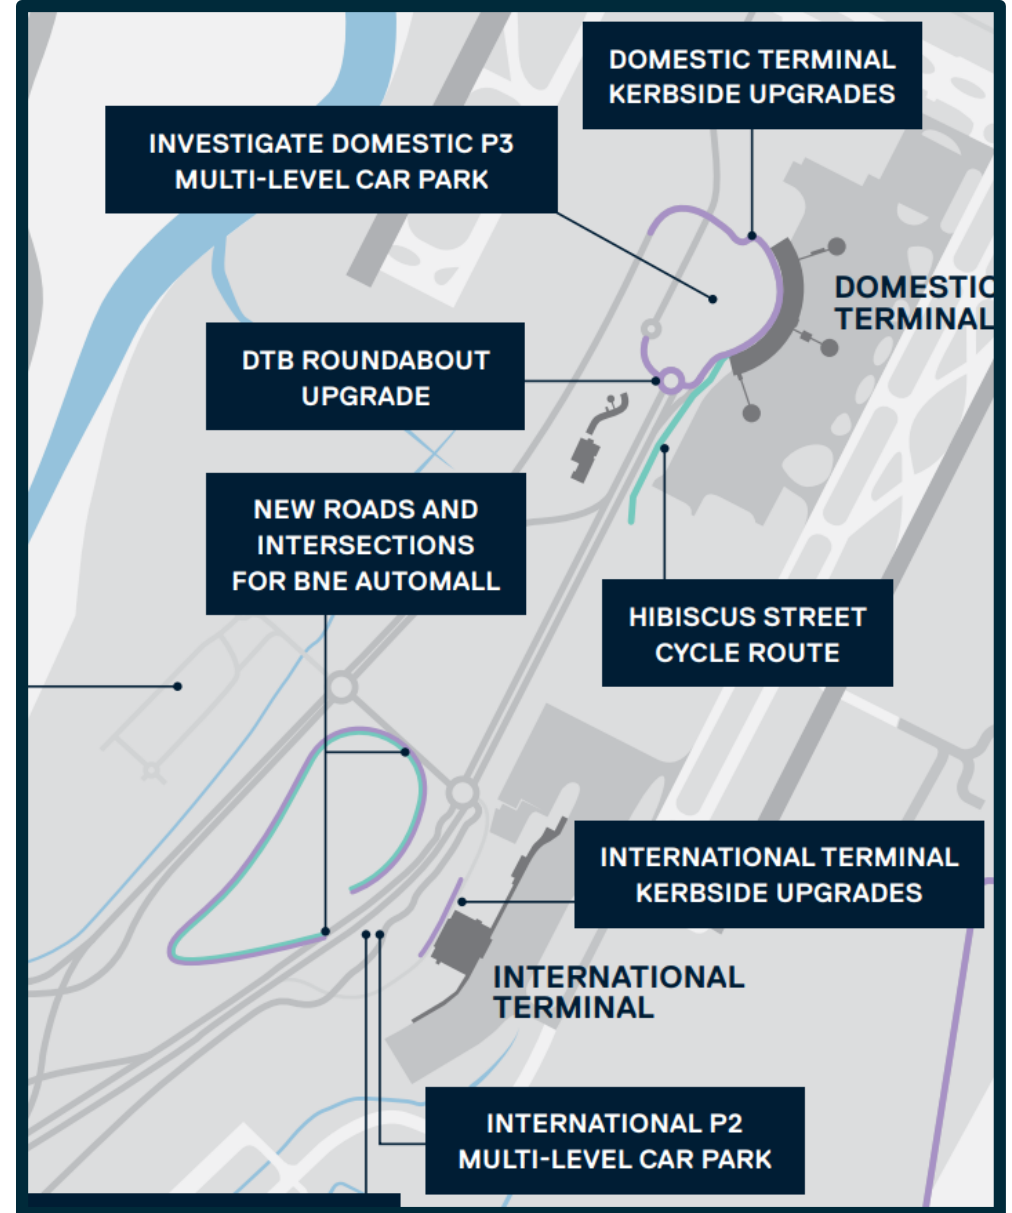 DOMESTIC TERMINAL
KERBSIDE UPGRADES
INVESTIGATE DOMESTIC P3
MULTI-LEVEL CAR PARK
DOMESTIC
TERMINAL
DTB ROUNDABOUT
UPGRADE
NEW ROADS AND
INTERSECTIONS
FOR BNE AUTOMALL
HIBISCUS STREET
CYCLE ROUTE
INTERNATIONAL TERMINAL
KERBSIDE UPGRADES
INTERNATIONAL
TERMINAL
INTERNATIONAL P2
MULTI-LEVEL CAR PARK